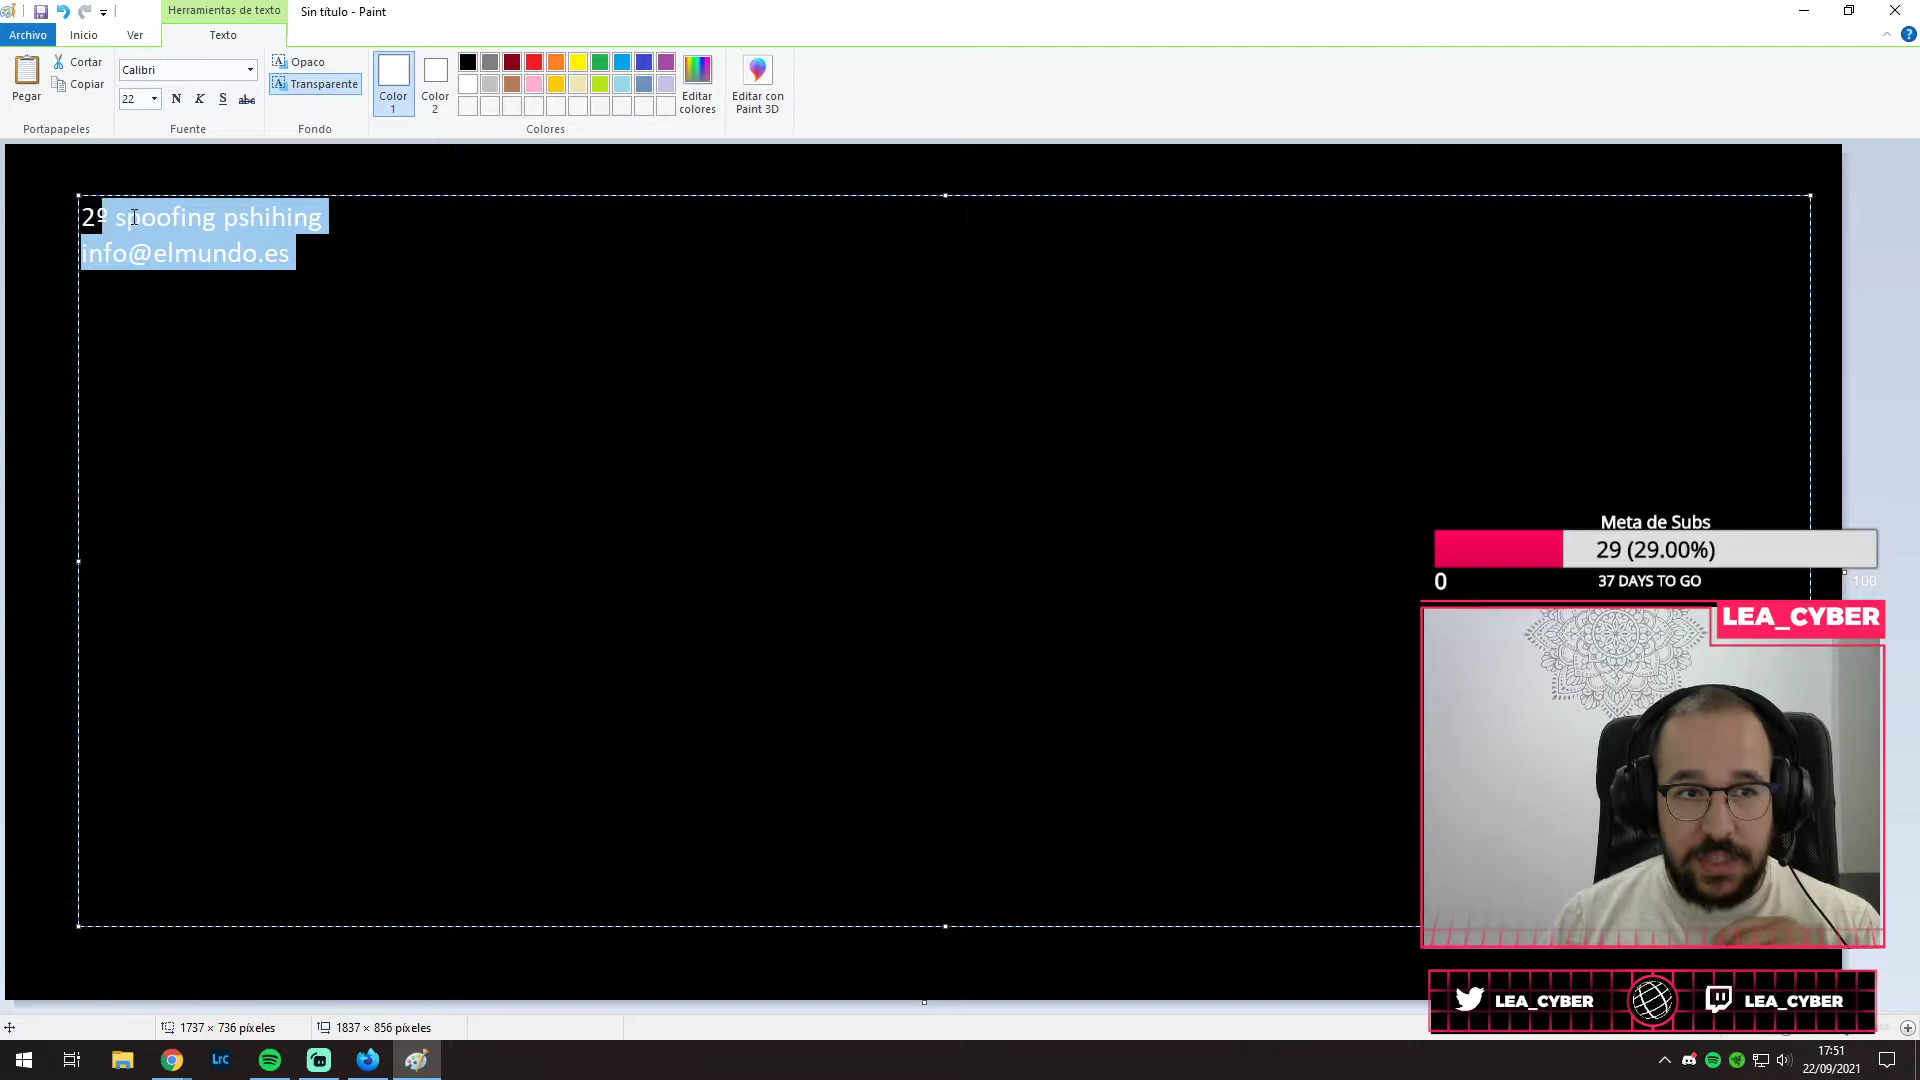 Herramientas de texto
Sin título - Paint
Archivo
Inicio
Ver
Texto
Pegar
Cortar
Copiar
Portapapeles
Calibri
22
N K S abc
Fuente
Opaco
Transparente
Fondo
Color 1
Color 2
Editar colores
Colores
Editar con Paint 3D
2º spoofing pshihing
info@elmundo.es
Meta de Subs
29 (29.00%)
0
37 DAYS TO GO
100
LEA_CYBER
LEA_CYBER
LEA_CYBER
1737 × 736 píxeles
1837 × 856 píxeles
Lrc
17:51
22/09/2021